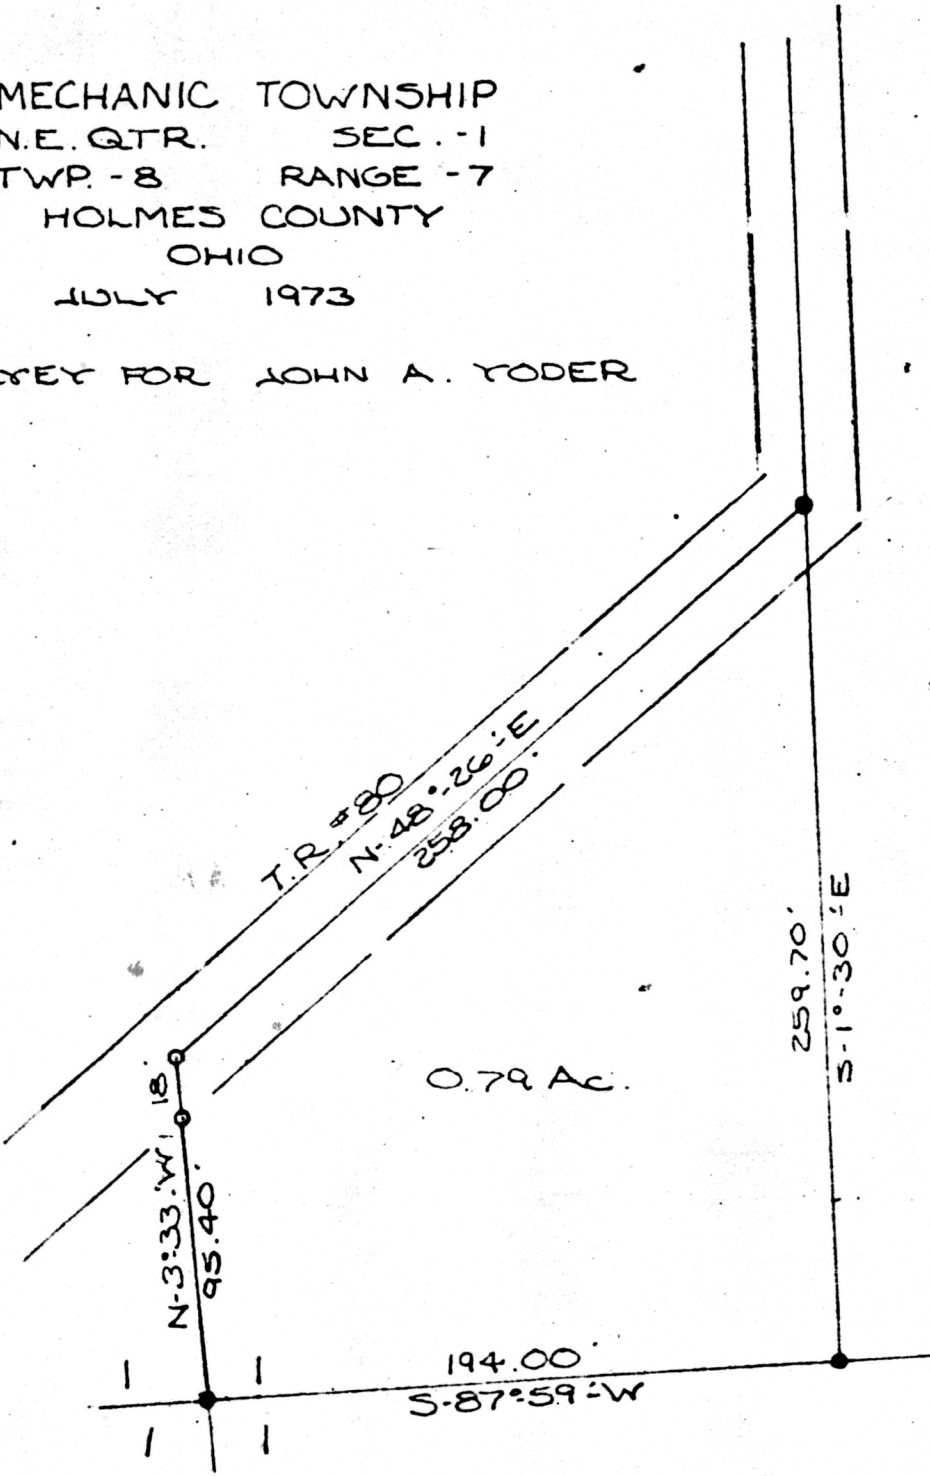 MECHANIC TOWNSHIP
N.E. QTR. SEC. -1
TWP. -8 RANGE -7
HOLMES COUNTY
OHIO
JULY 1973
VEY FOR JOHN A. YODER
T.R. #80
N-48°-26'-E
258.00'
259.70'
S-1°-30'-E
0.79 Ac.
18'
N-3°33'-W
95.40'
194.00'
S-87°-59'-W